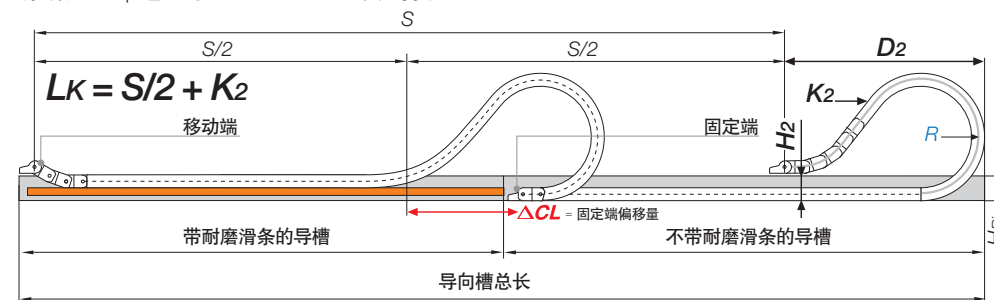 S
S/2
S/2
D2
LK = S/2 + K2
K2
移动端
固定端
H2
R
△CL = 固定端偏移量
带耐磨滑条的导槽
不带耐磨滑条的导槽
导向槽总长